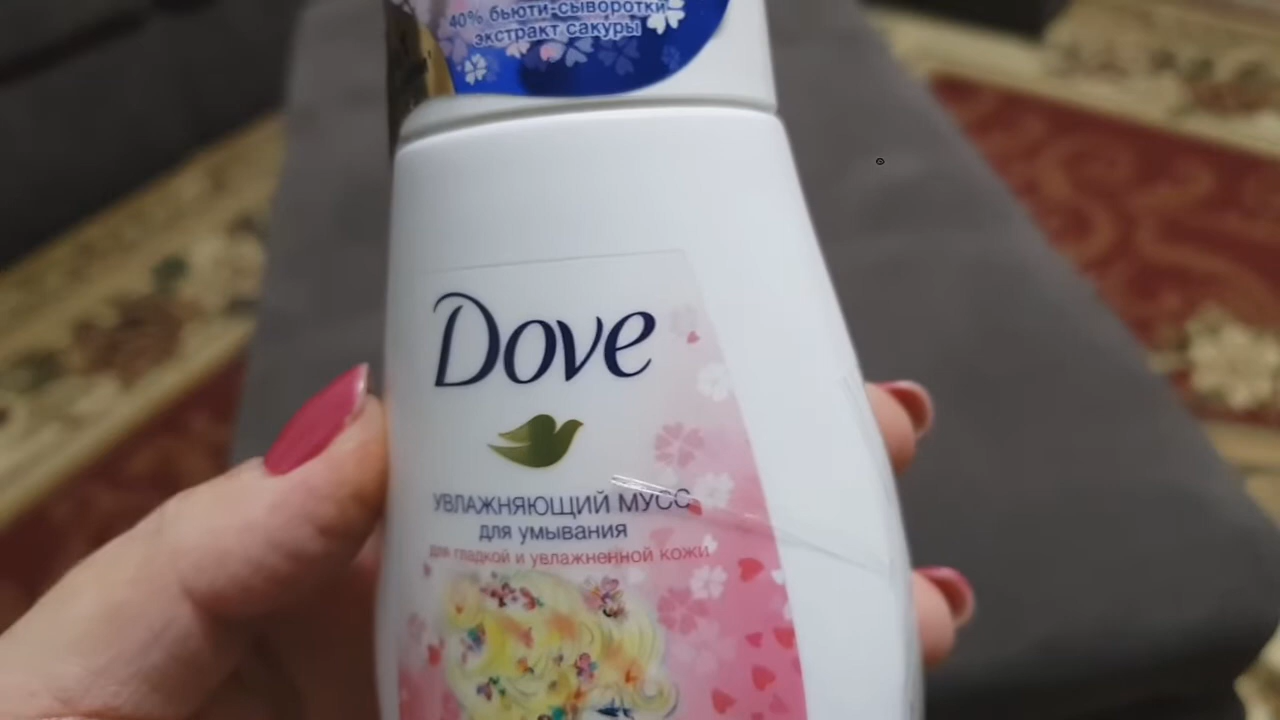 40% бьюти-сыворотки
экстракт сакуры
Dove
УВЛАЖНЯЮЩИЙ МУСС
для умывания
для гладкой и увлажненной кожи